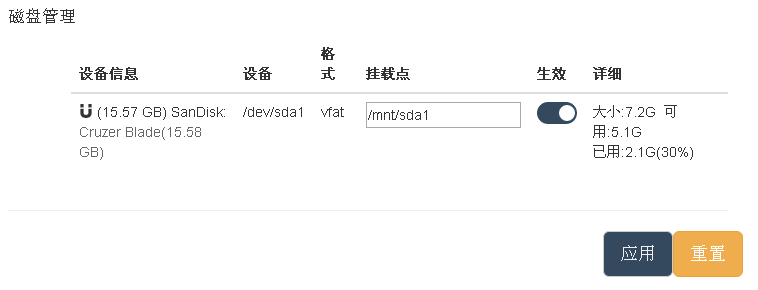 磁盘管理
设备信息 设备 格式 挂载点 生效 详细
(15.57 GB) SanDisk: /dev/sda1 vfat /mnt/sda1 大小:7.2G 可
Cruzer Blade(15.58 用:5.1G
GB) 已用:2.1G(30%)
应用 重置